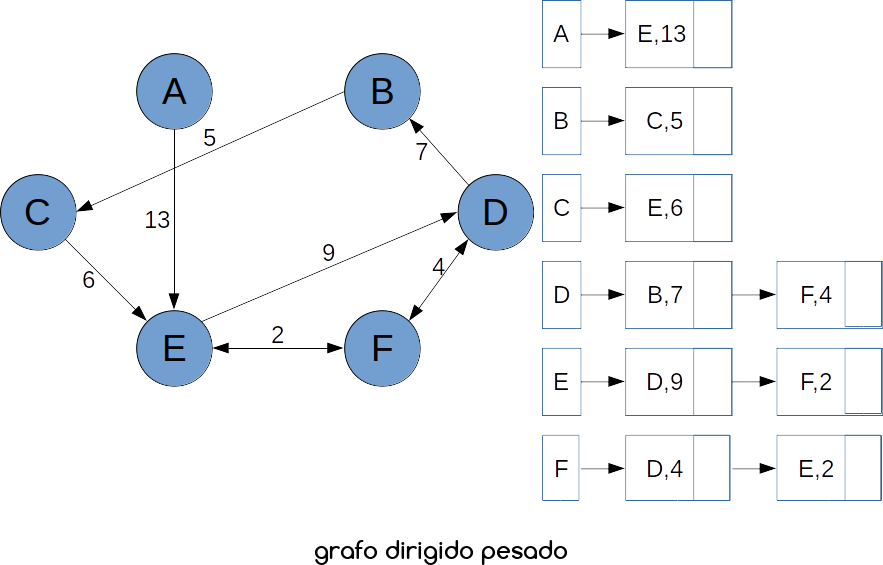 A
B
5
C
13
7
D
9
6
4
E
2
F
A
E,13
B
C,5
C
E,6
D
B,7
F,4
E
D,9
F,2
F
D,4
E,2
grafo dirigido pesado